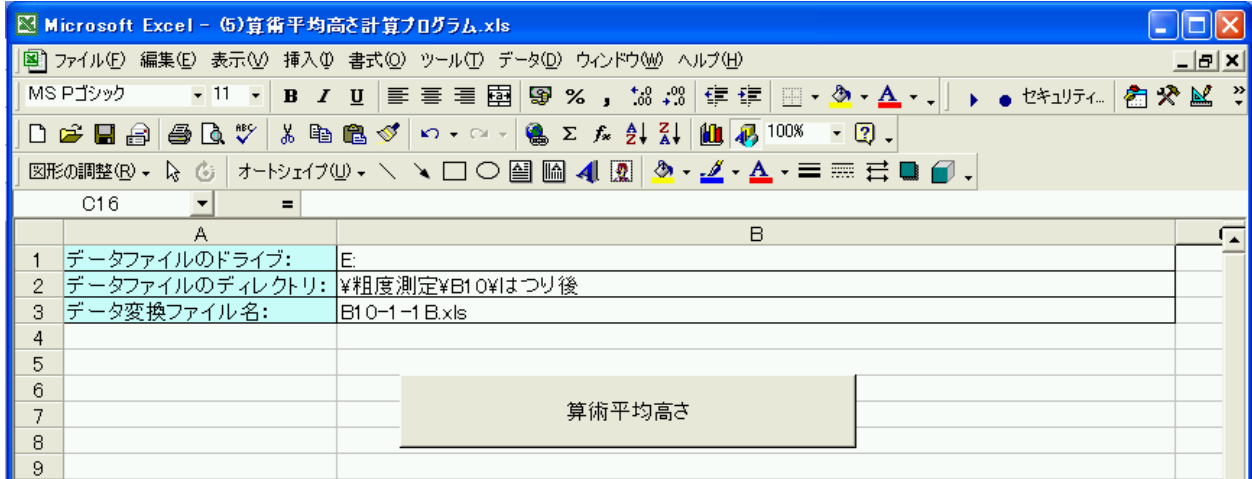 Microsoft Excel - (5)算術平均高さ計算プログラム.xls
ファイル(F) 編集(E) 表示(V) 挿入(I) 書式(O) ツール(T) データ(D) ウィンドウ(W) ヘルプ(H)
MS Pゴシック 11 B I U % , セキュリティ...
Σ fx 100%
図形の調整(R) オートシェイプ(U)
C16 =
A B
1 データファイルのドライブ: E:
2 データファイルのディレクトリ: ¥粗度測定¥B10¥はつり後
3 データ変換ファイル名: B10-1-1B.xls
4
5
6
7 算術平均高さ
8
9